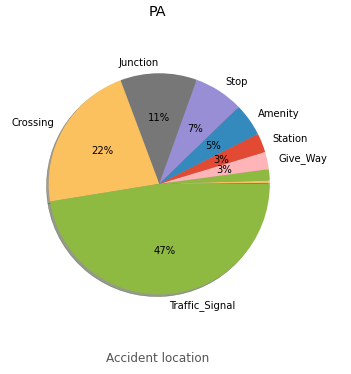 PA
Junction
Stop
Crossing
Amenity
Station
Give_Way
11%
7%
22%
5%
3%
3%
47%
Traffic_Signal
Accident location